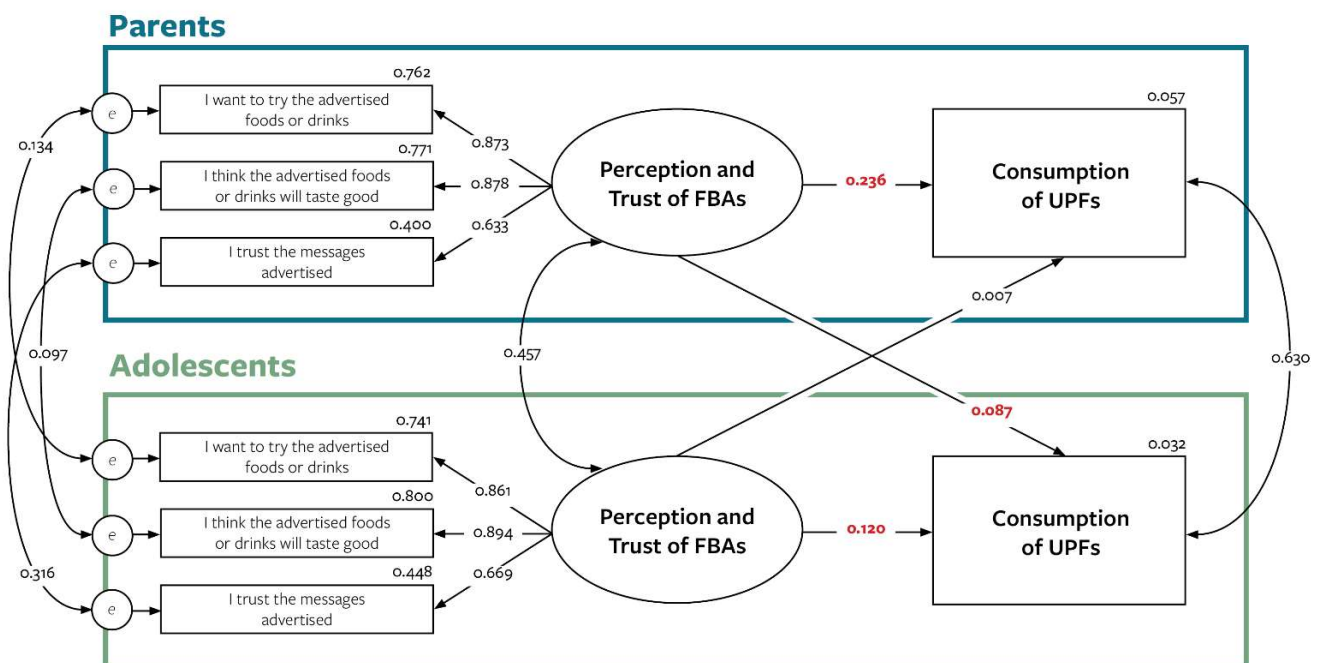 Parents
0.762
e
I want to try the advertised
foods or drinks
0.873
0.134
0.771
e
I think the advertised foods
or drinks will taste good
0.878
0.400
e
I trust the messages
advertised
0.633
Perception and
Trust of FBAs
0.236
0.057
Consumption
of UPFs
0.007
0.097
0.457
0.630
Adolescents
0.741
e
I want to try the advertised
foods or drinks
0.861
0.800
e
I think the advertised foods
or drinks will taste good
0.894
0.316
0.448
e
I trust the messages
advertised
0.669
Perception and
Trust of FBAs
0.120
0.087
0.032
Consumption
of UPFs